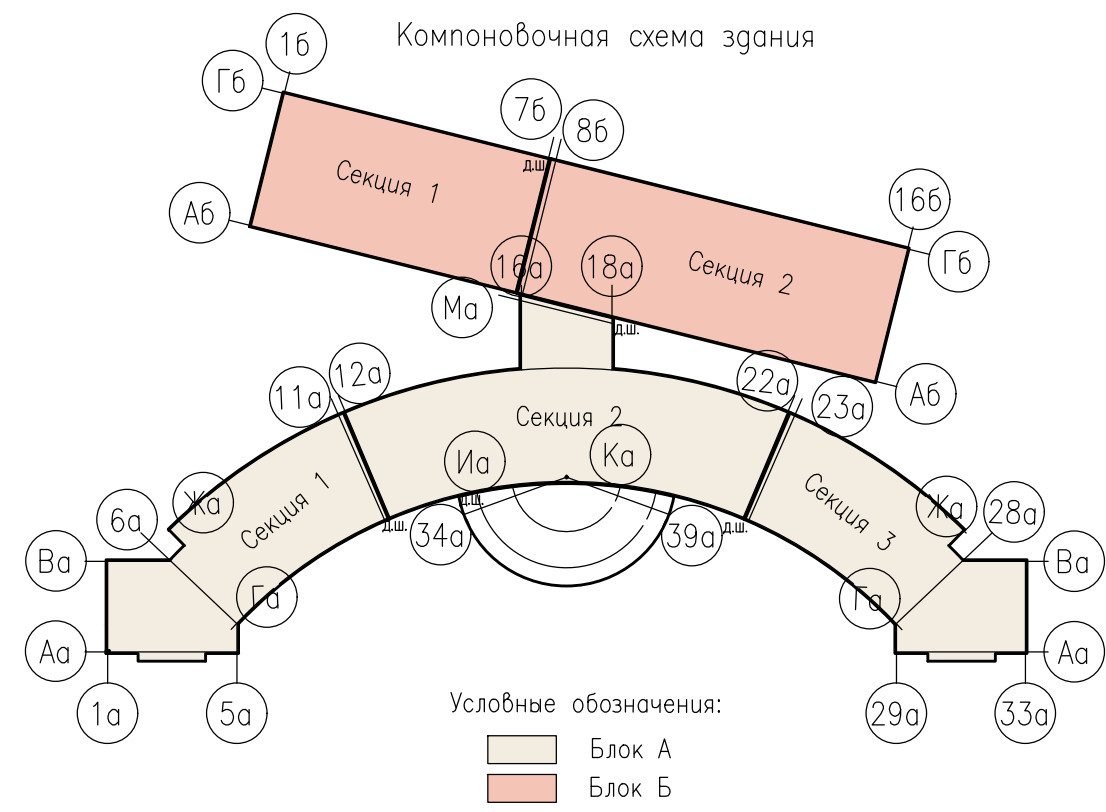 Компоновочная схема здания
1б
Гб
7б
8б
д.ш.
Секция 1
Аб
16б
Гб
16а
18а
Секция 2
Ма
д.ш.
Аб
11а
12а
22а
23а
Секция 2
Иа
Ка
Жа
6а
Секция 1
д.ш.
д.ш.
34а
39а
д.ш.
Секция 3
Жа
28а
Ва
Ва
Га
Га
Аа
Аа
1а
5а
29а
33а
Условные обозначения:
Блок А
Блок Б